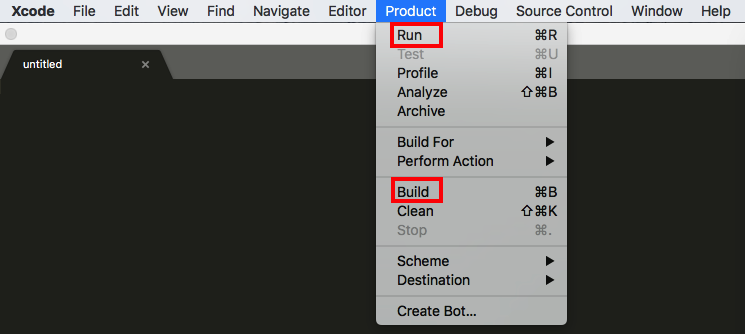 Xcode File Edit View Find Navigate Editor Product Debug Source Control Window Help
untitled ×
Run ⌘R
Test ⌘U
Profile ⌘I
Analyze ⇧⌘B
Archive
Build For ▶
Perform Action ▶
Build ⌘B
Clean ⇧⌘K
Stop ⌘.
Scheme ▶
Destination ▶
Create Bot...